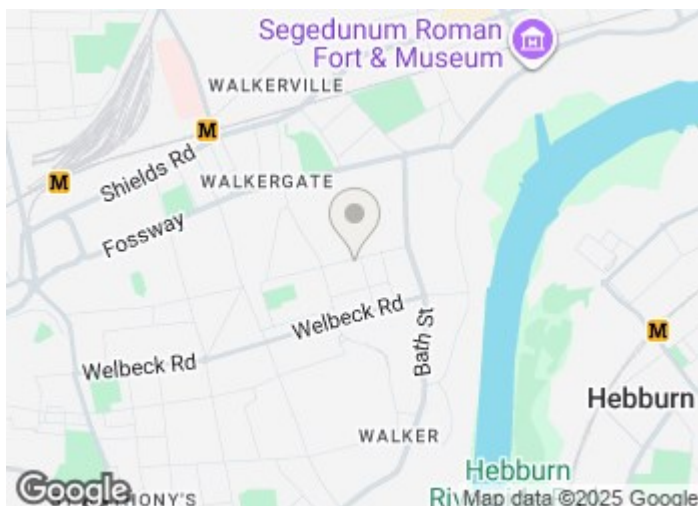 Segedunum Roman
Fort & Museum
WALKERVILLE
M
M
Shields Rd
WALKERGATE
Fossway
Welbeck Rd
Bath St
M
Welbeck Rd
Hebburn
WALKER
Hebburn
Google
Map data ©2025 Google